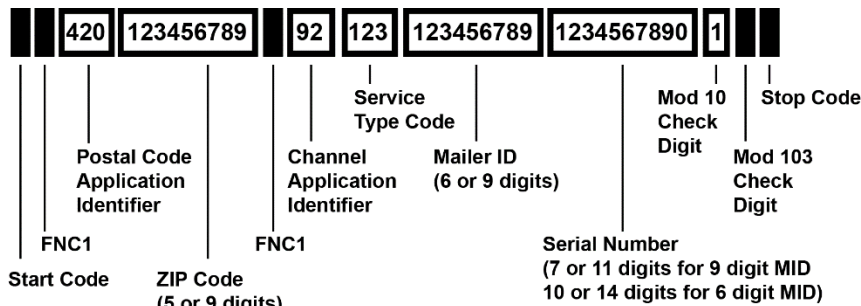 420 123456789 92 123 123456789 1234567890 1
Service
Type Code
Mod 10
Check
Digit
Stop Code
Postal Code
Application
Identifier
Channel
Application
Identifier
Mailer ID
(6 or 9 digits)
Mod 103
Check
Digit
FNC1
FNC1
Serial Number
(7 or 11 digits for 9 digit MID
10 or 14 digits for 6 digit MID)
Start Code
ZIP Code
(5 or 9 digits)